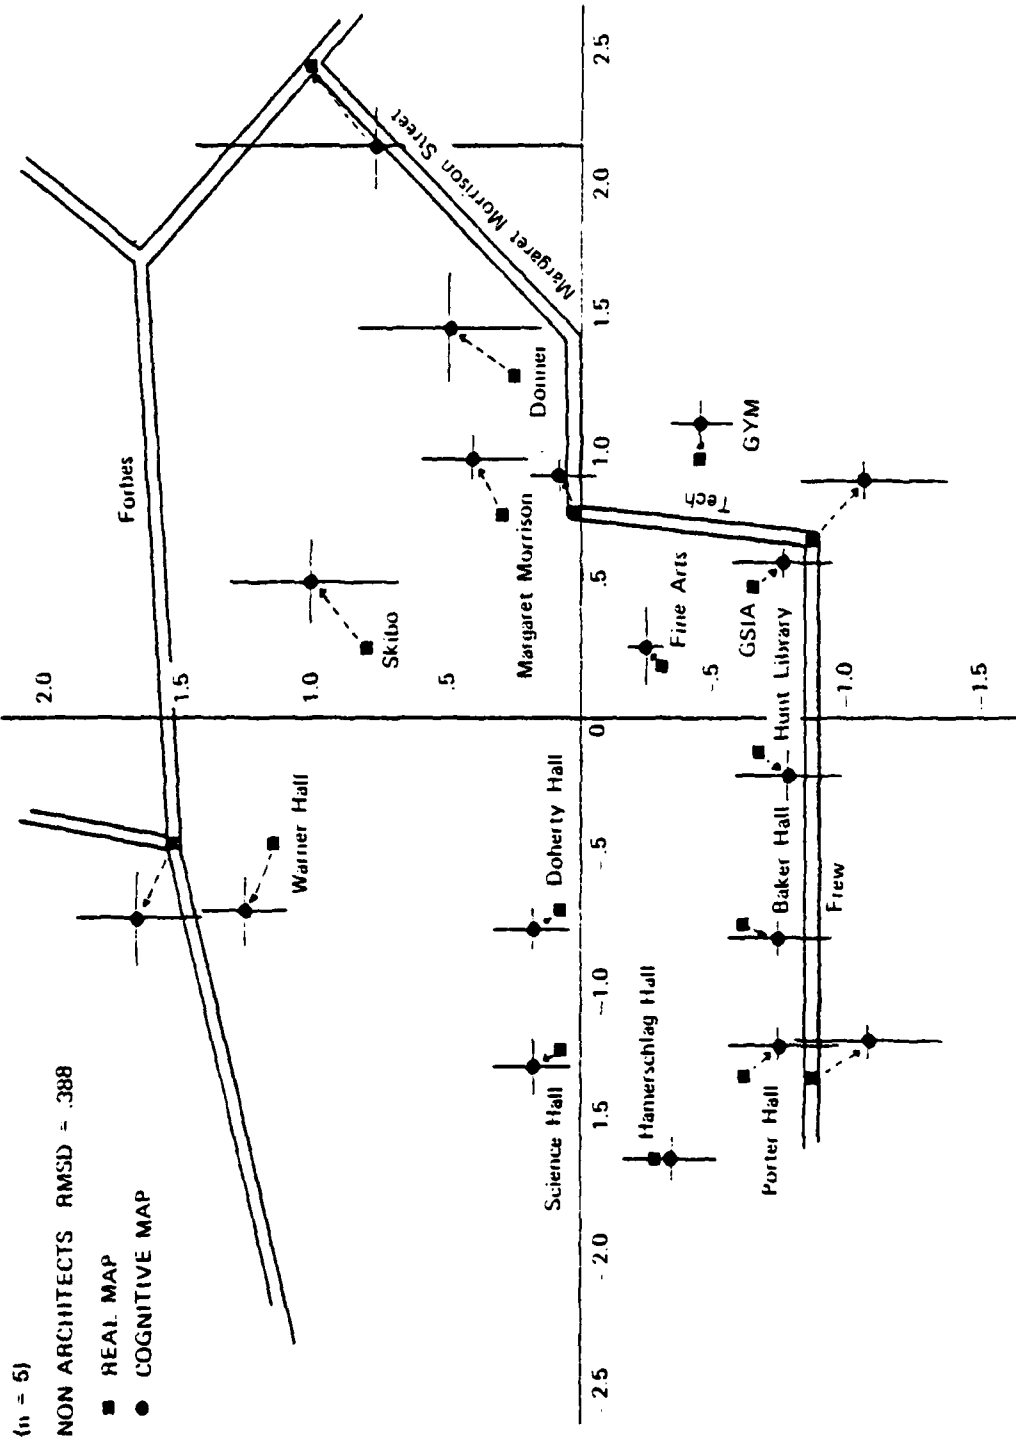 (n = 5)
NON ARCHITECTS RMSD = .388
■ REAL MAP
● COGNITIVE MAP
Forbes
Margaret Morrison Street
Tech
Frew
Warner Hall
Skibo
Margaret Morrison
Donner
GYM
Fine Arts
GSIA
Hunt Library
Baker Hall
Porter Hall
Doherty Hall
Science Hall
Hamerschlag Hall
2.0
1.5
1.0
.5
-.5
-1.0
-1.5
-2.5
-2.0
1.5
-1.0
-.5
0
.5
1.0
1.5
2.0
2.5